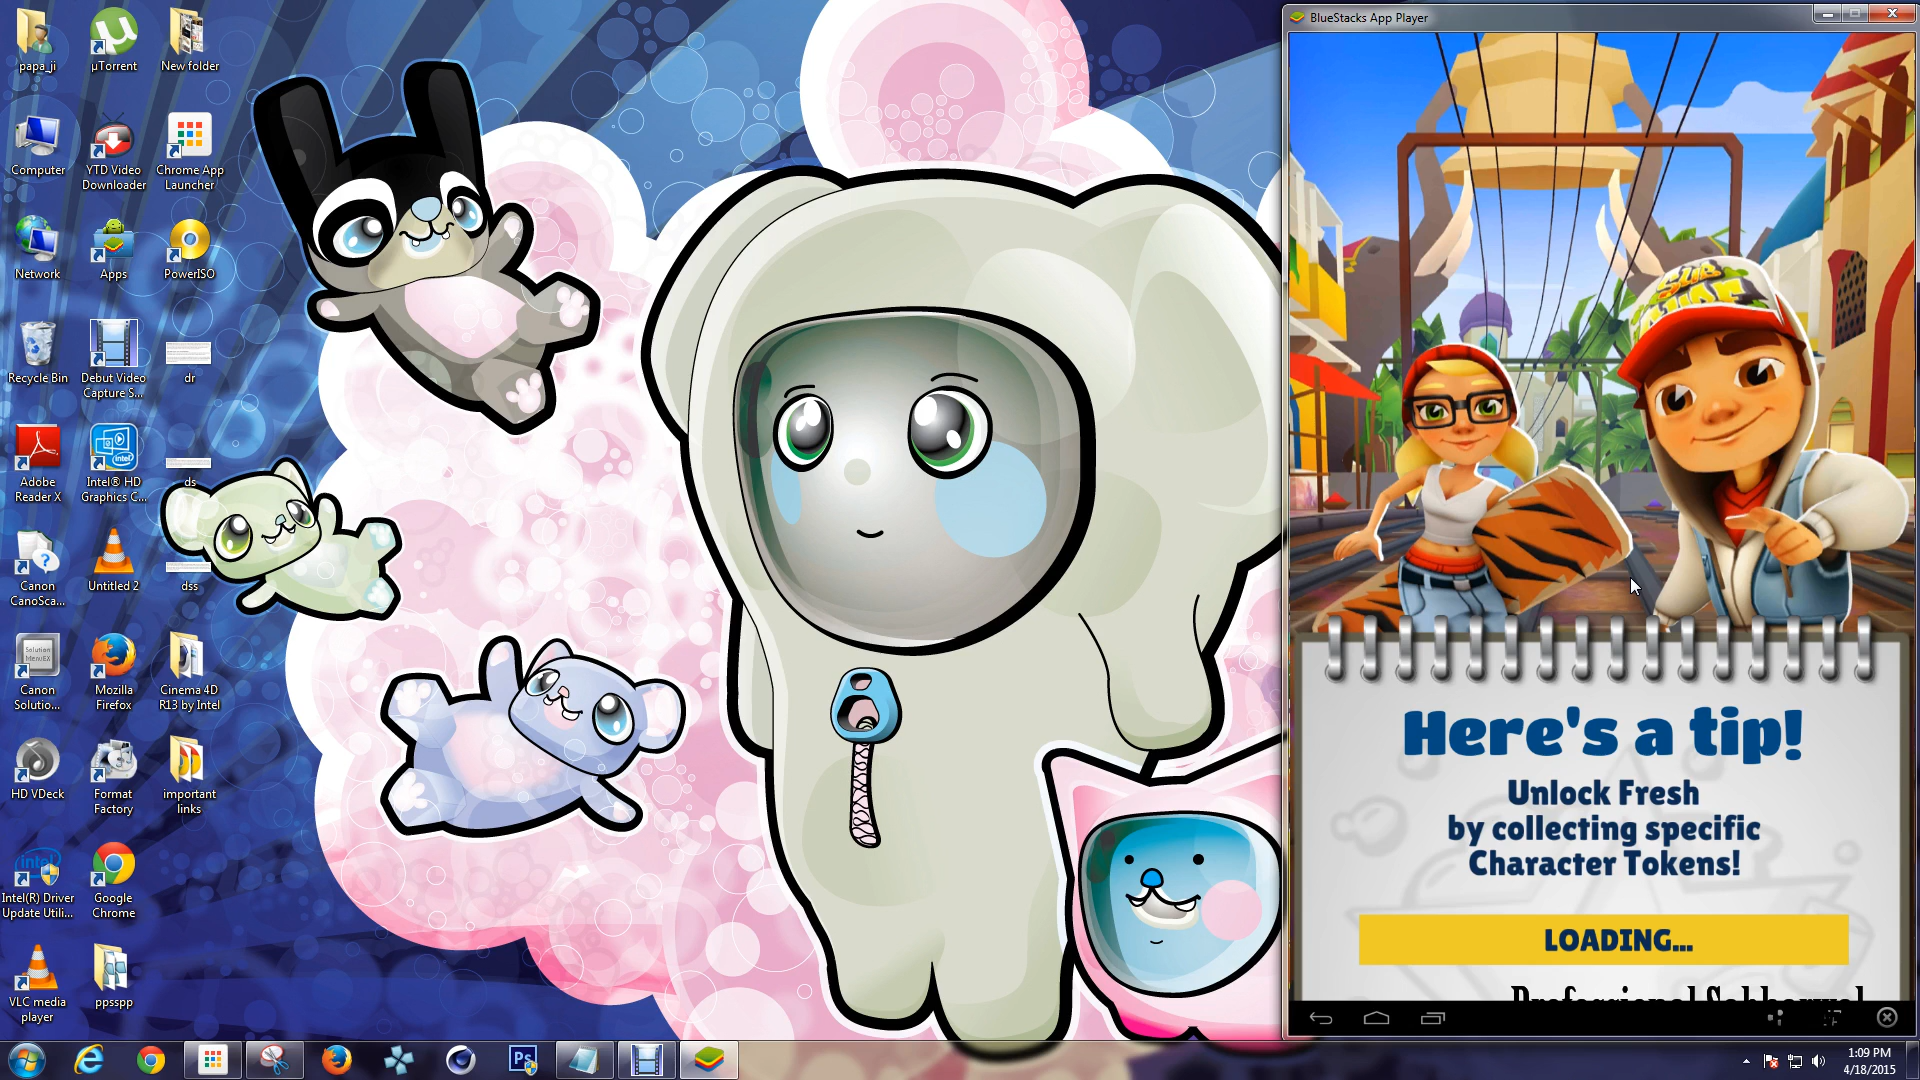 papa_ji
µTorrent
New folder
Computer
YTD Video
Downloader
Chrome App
Launcher
Network
Apps
PowerISO
Recycle Bin
Debut Video
Capture S...
dr
Adobe
Reader X
Intel® HD
Graphics C...
ds
Canon
CanoSca...
Untitled 2
dss
Canon
Solutio...
Mozilla
Firefox
Cinema 4D
R13 by Intel
HD VDeck
Format
Factory
important
links
Intel(R) Driver
Update Utili...
Google
Chrome
VLC media
player
ppsspp
BlueStacks App Player
Here's a tip!
Unlock Fresh
by collecting specific
Character Tokens!
LOADING...
Professional Sabharwal
Ps
1:09 PM
4/18/2015